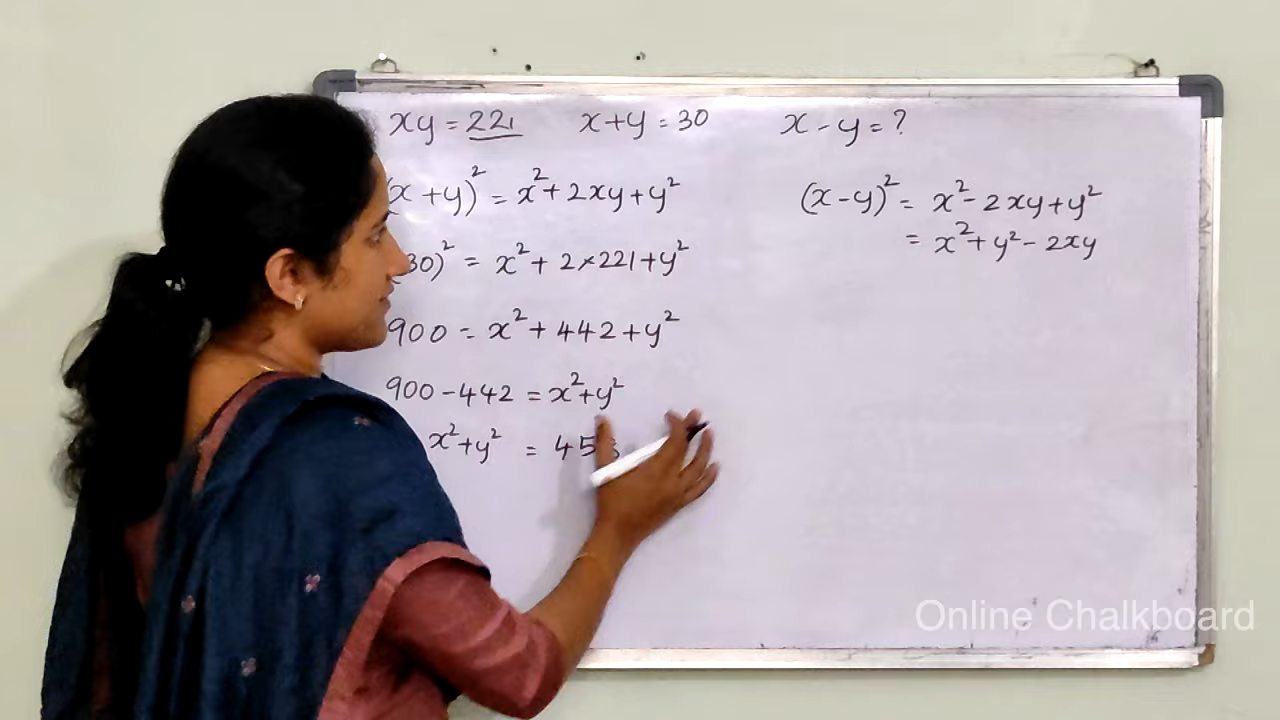 xy = 221 x+y = 30 x - y = ?
(x + y)² = x² + 2xy + y²
(x - y)² = x² - 2xy + y²
= x² + y² - 2xy
30)² = x² + 2×221 + y²
900 = x² + 442 + y²
900 - 442 = x² + y²
x² + y² = 458
Online Chalkboard